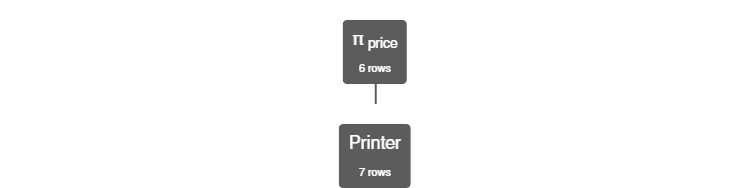 π price
6 rows
Printer
7 rows